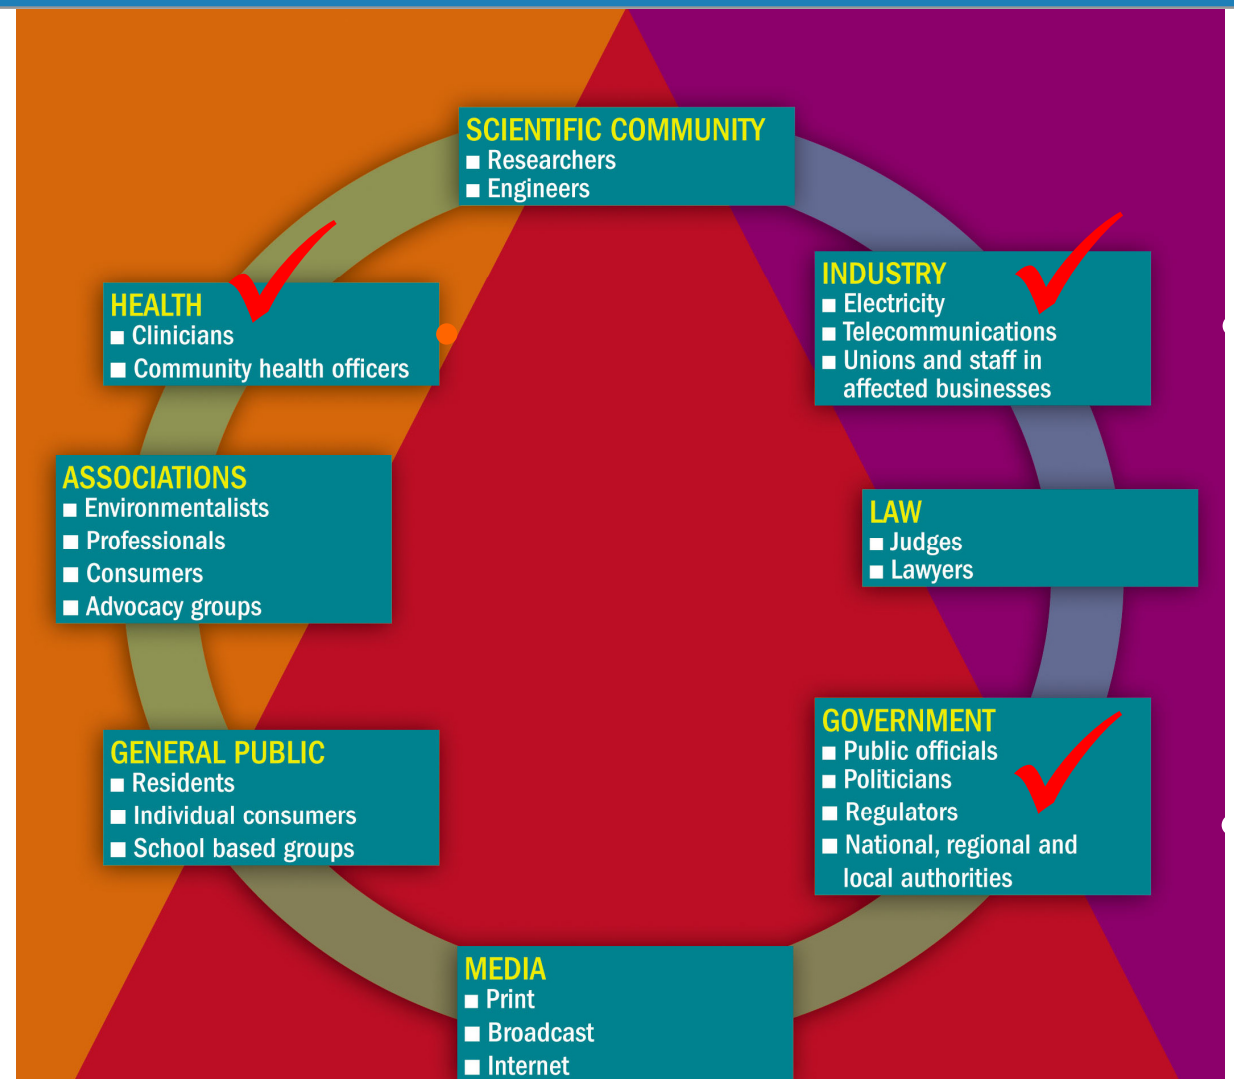 SCIENTIFIC COMMUNITY
■ Researchers
■ Engineers
HEALTH
■ Clinicians
■ Community health officers
INDUSTRY
■ Electricity
■ Telecommunications
■ Unions and staff in
affected businesses
ASSOCIATIONS
■ Environmentalists
■ Professionals
■ Consumers
■ Advocacy groups
LAW
■ Judges
■ Lawyers
GENERAL PUBLIC
■ Residents
■ Individual consumers
■ School based groups
GOVERNMENT
■ Public officials
■ Politicians
■ Regulators
■ National, regional and
local authorities
MEDIA
■ Print
■ Broadcast
■ Internet